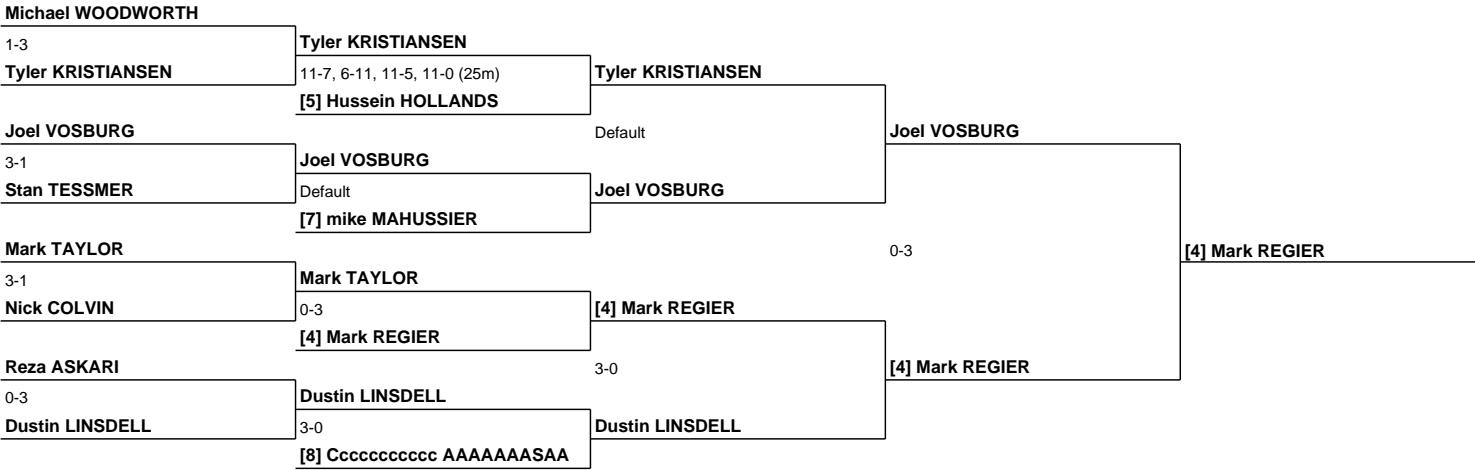 Michael WOODWORTH
1-3
Tyler KRISTIANSEN
Tyler KRISTIANSEN
11-7, 6-11, 11-5, 11-0 (25m)
[5] Hussein HOLLANDS
Tyler KRISTIANSEN
Default
Joel VOSBURG
Joel VOSBURG
3-1
Stan TESSMER
Joel VOSBURG
Default
[7] mike MAHUSSIER
Joel VOSBURG
0-3
[4] Mark REGIER
Mark TAYLOR
3-1
Nick COLVIN
Mark TAYLOR
0-3
[4] Mark REGIER
[4] Mark REGIER
3-0
[4] Mark REGIER
Reza ASKARI
0-3
Dustin LINSDELL
Dustin LINSDELL
3-0
[8] Ccccccccccc AAAAAAASAA
Dustin LINSDELL